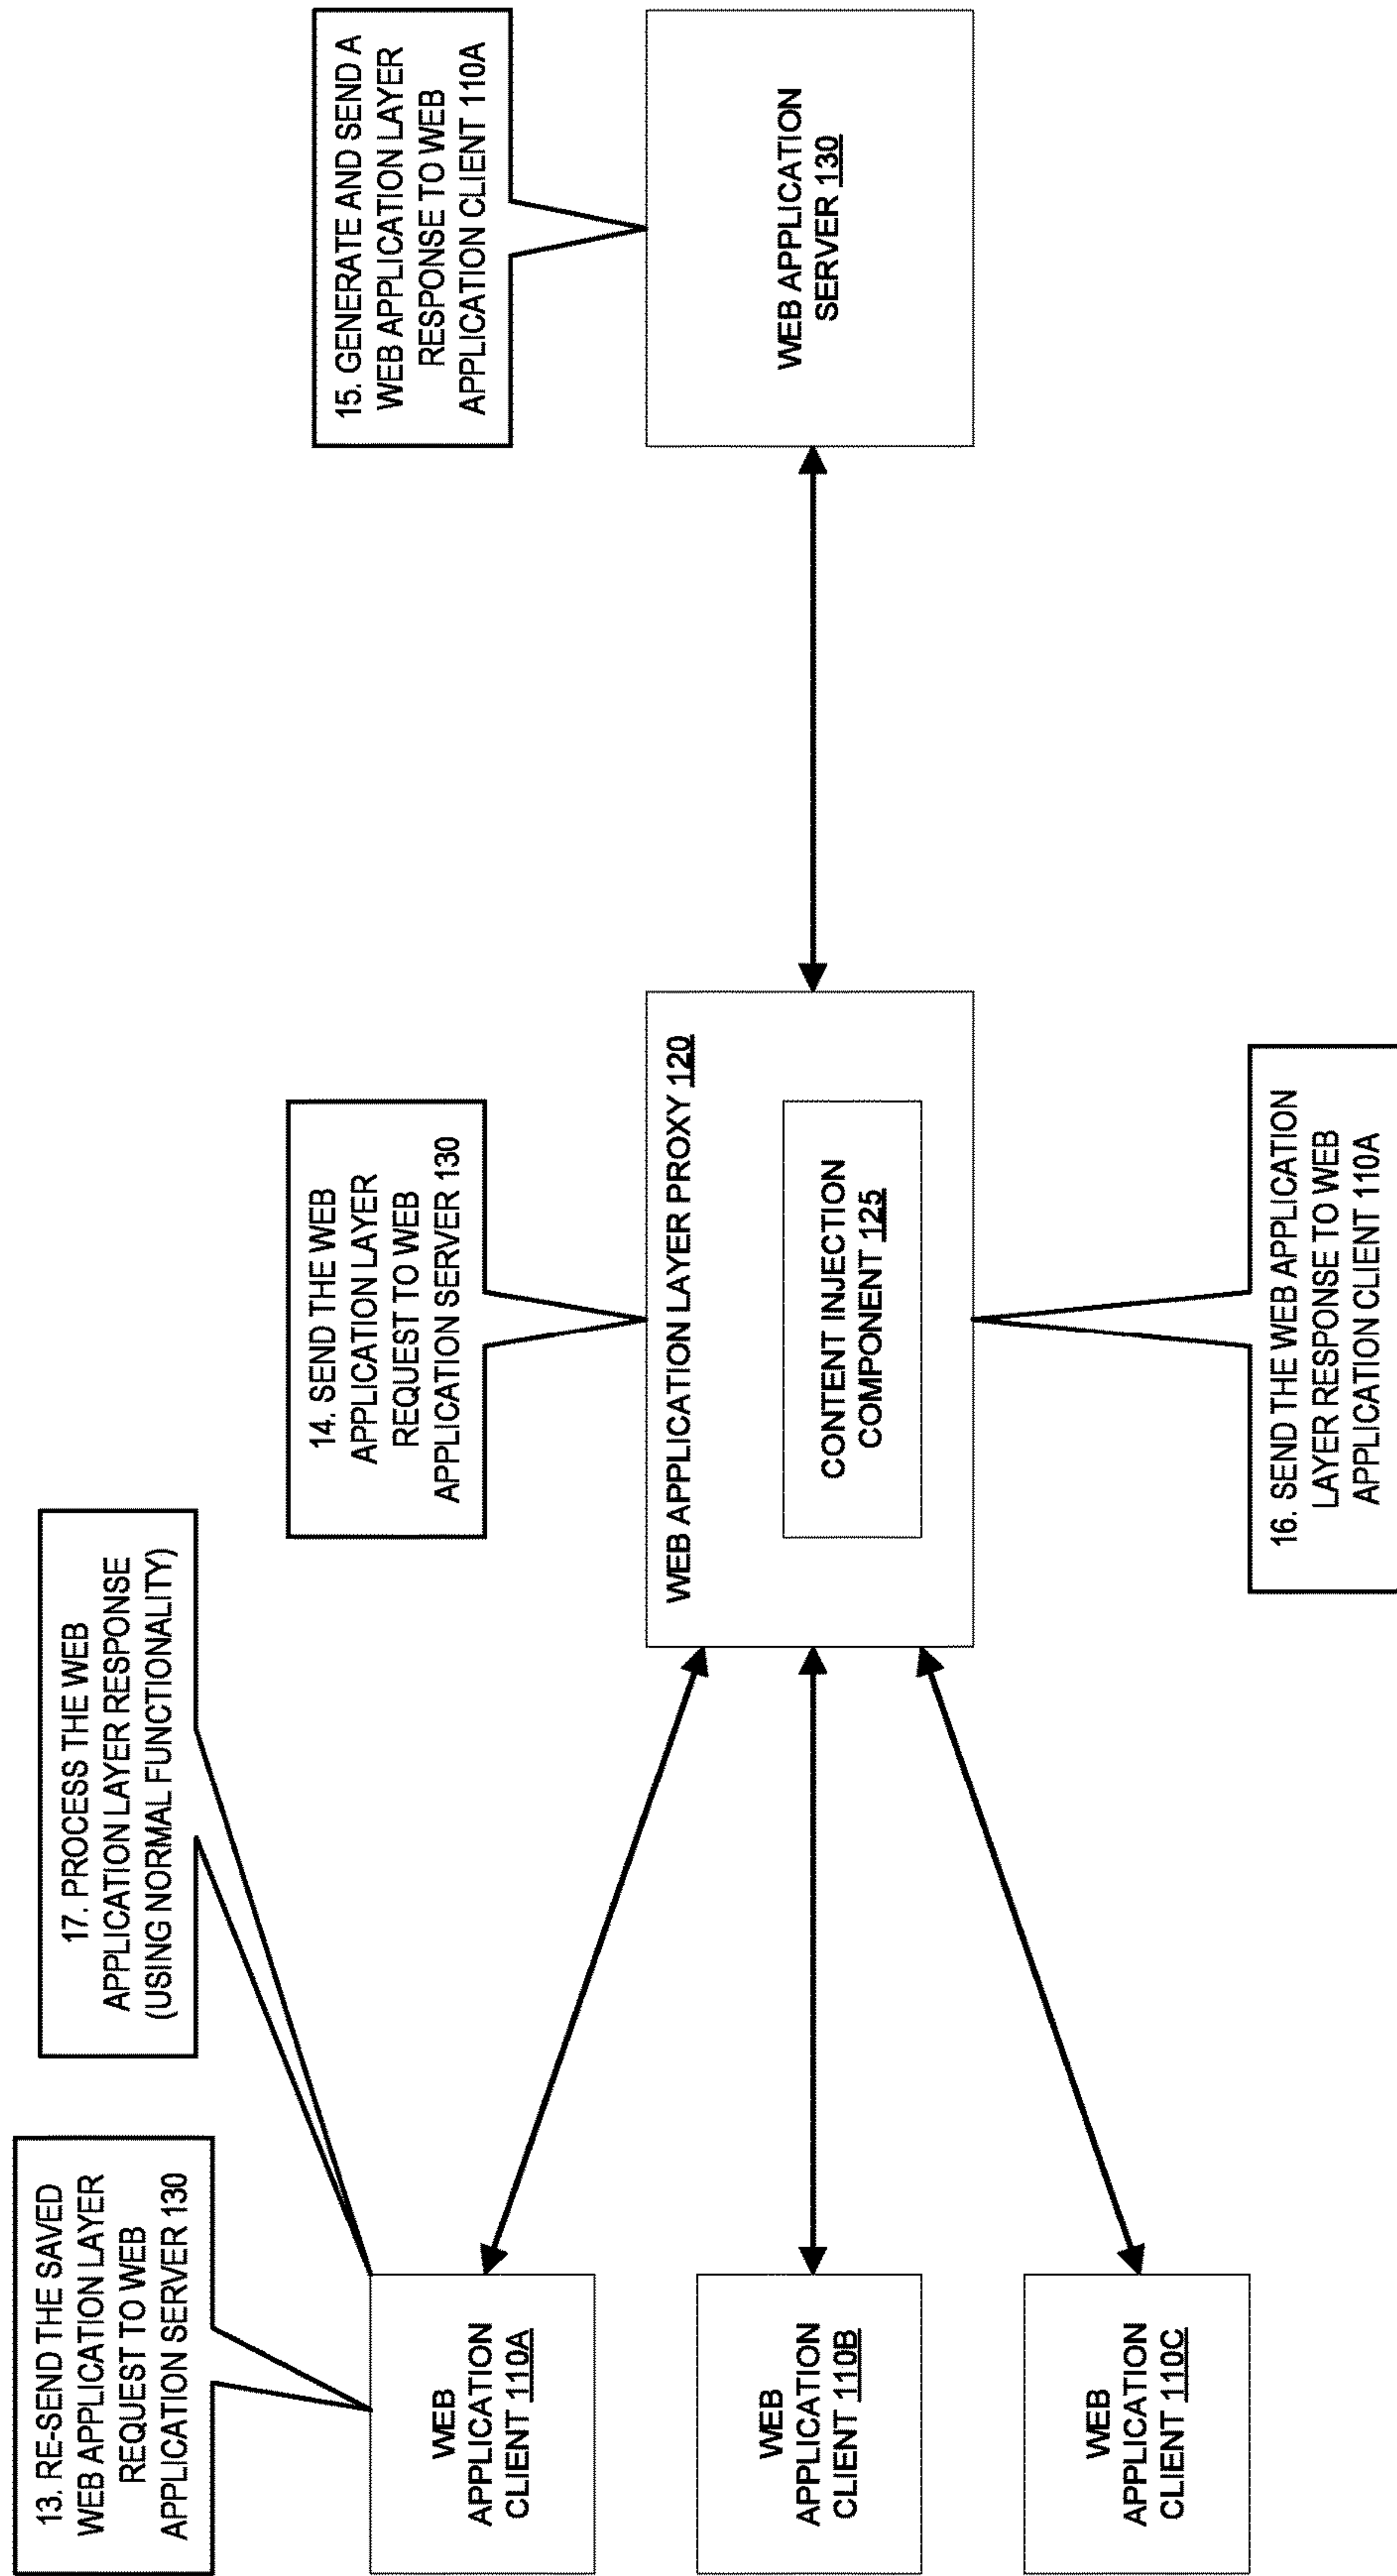 13. RE-SEND THE SAVED
WEB APPLICATION LAYER
REQUEST TO WEB
APPLICATION SERVER 130
17. PROCESS THE WEB
APPLICATION LAYER RESPONSE
(USING NORMAL FUNCTIONALITY)
14. SEND THE WEB
APPLICATION LAYER
REQUEST TO WEB
APPLICATION SERVER 130
15. GENERATE AND SEND A
WEB APPLICATION LAYER
RESPONSE TO WEB
APPLICATION CLIENT 110A
WEB
APPLICATION
CLIENT 110A
WEB
APPLICATION
CLIENT 110B
WEB
APPLICATION
CLIENT 110C
WEB APPLICATION LAYER PROXY 120
CONTENT INJECTION
COMPONENT 125
WEB APPLICATION
SERVER 130
16. SEND THE WEB APPLICATION
LAYER RESPONSE TO WEB
APPLICATION CLIENT 110A